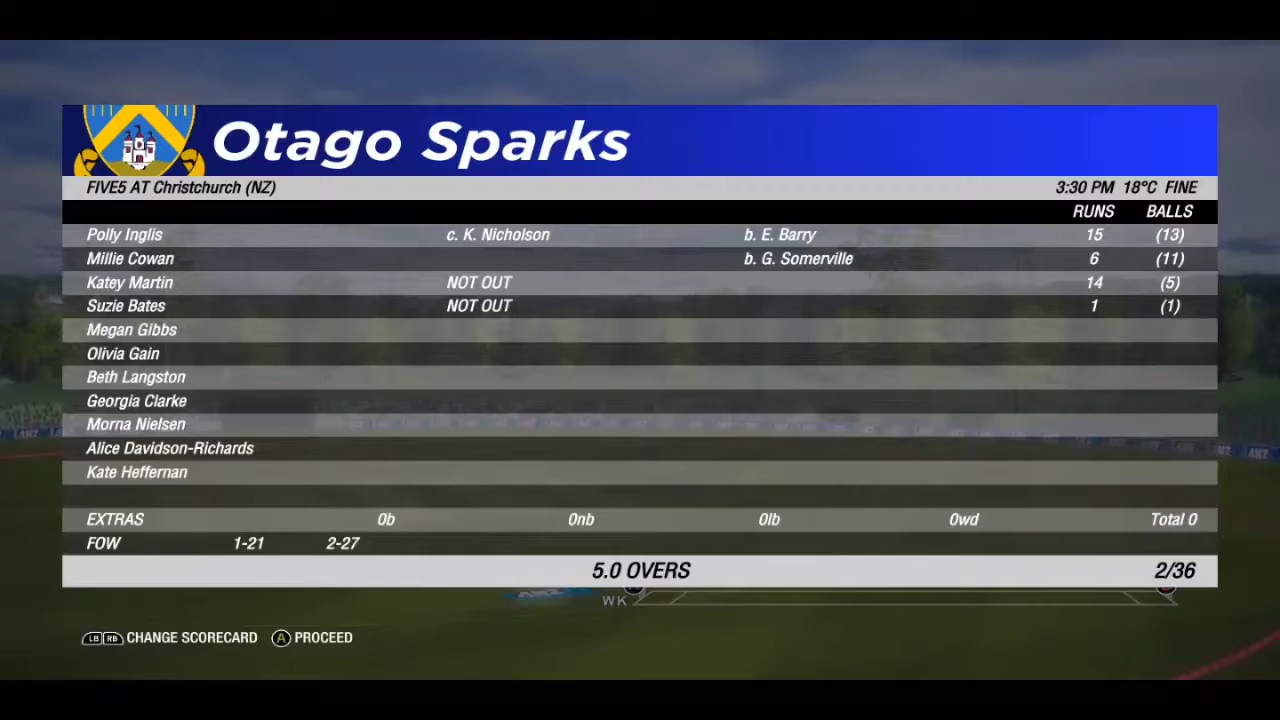 Otago Sparks
FIVE5 AT Christchurch (NZ) 3:30 PM 18°C FINE
RUNS BALLS
Polly Inglis c. K. Nicholson b. E. Barry 15 (13)
Millie Cowan b. G. Somerville 6 (11)
Katey Martin NOT OUT 14 (5)
Suzie Bates NOT OUT 1 (1)
Megan Gibbs
Olivia Gain
Beth Langston
Georgia Clarke
Morna Nielsen
Alice Davidson-Richards
Kate Heffernan
EXTRAS 0b 0nb 0lb 0wd Total 0
FOW 1-21 2-27
5.0 OVERS 2/36
WK
LB RB CHANGE SCORECARD A PROCEED